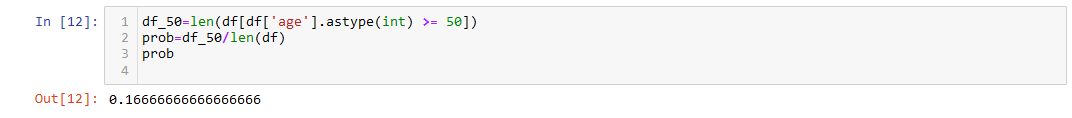 In [12]: 1 df_50=len(df[df['age'].astype(int) >= 50])
2 prob=df_50/len(df)
3 prob
4
Out[12]: 0.16666666666666666